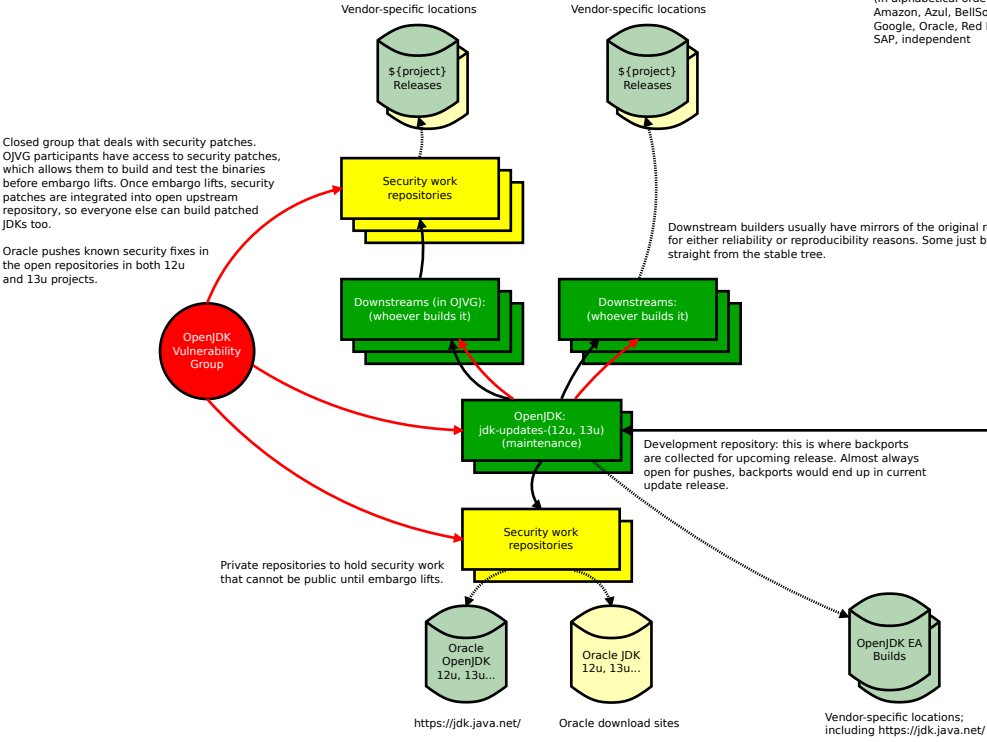 Vendor-specific locations
Vendor-specific locations
(in alphabetical
Amazon, Azul,
Google, Oracle, Red
SAP, independent
${project}
Releases
${project}
Releases
Closed group that deals with security patches.
OJVG participants have access to security patches,
which allows them to build and test the binaries
before embargo lifts. Once embargo lifts, security
patches are integrated into open upstream
repository, so everyone else can build patched
JDKs too.
Oracle pushes known security fixes in
the open repositories in both 12u
and 13u projects.
Security work
repositories
Downstream builders usually have mirrors of the original
for either reliability or reproducibility reasons. Some just
straight from the stable tree.
Downstreams (in OJVG):
(whoever builds it)
Downstreams:
(whoever builds it)
OpenJDK
Vulnerability
Group
OpenJDK:
jdk-updates-(12u, 13u)
(maintenance)
Development repository: this is where backports
are collected for upcoming release. Almost always
open for pushes, backports would end up in current
update release.
Security work
repositories
Private repositories to hold security work
that cannot be public until embargo lifts.
Oracle
OpenJDK
12u, 13u...
Oracle JDK
12u, 13u...
OpenJDK EA
Builds
https://jdk.java.net/
Oracle download sites
Vendor-specific locations;
including https://jdk.java.net/